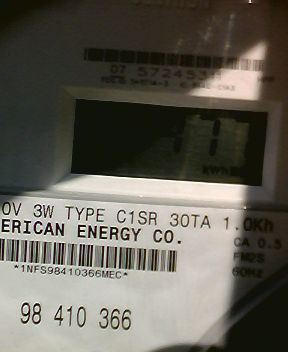 07 572453
KWH
0V 3W TYPE C1SR 30TA 1.0Kh
ERICAN ENERGY CO.
CA 0.5
FM2S
60Hz
*1NFS98410366MEC*
98 410 366